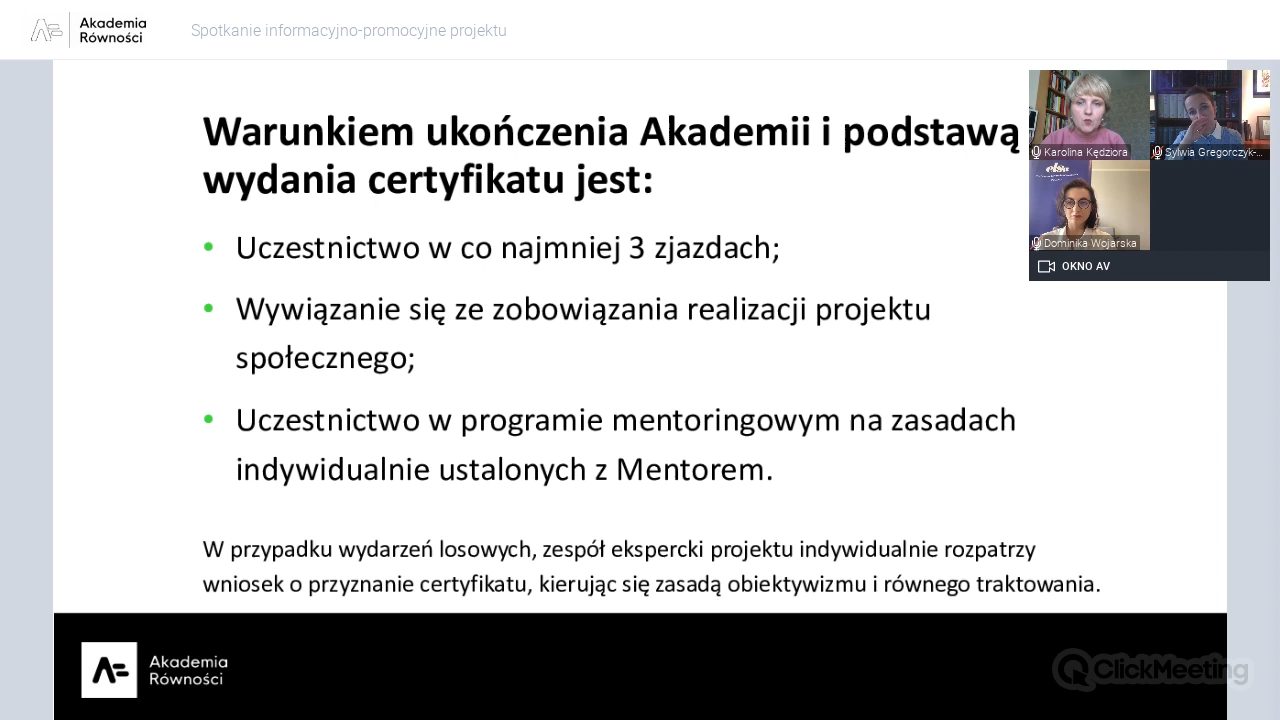 Akademia
Równości
Spotkanie informacyjno-promocyjne projektu
Warunkiem ukończenia Akademii i podstawą
wydania certyfikatu jest:
• Uczestnictwo w co najmniej 3 zjazdach;
• Wywiązanie się ze zobowiązania realizacji projektu
społecznego;
• Uczestnictwo w programie mentoringowym na zasadach
indywidualnie ustalonych z Mentorem.
W przypadku wydarzeń losowych, zespół ekspercki projektu indywidualnie rozpatrzy
wniosek o przyznanie certyfikatu, kierując się zasadą obiektywizmu i równego traktowania.
Karolina Kędziora
Sylwia Gregorczyk-...
Dominika Wojarska
OKNO AV
Akademia
Równości
ClickMeeting